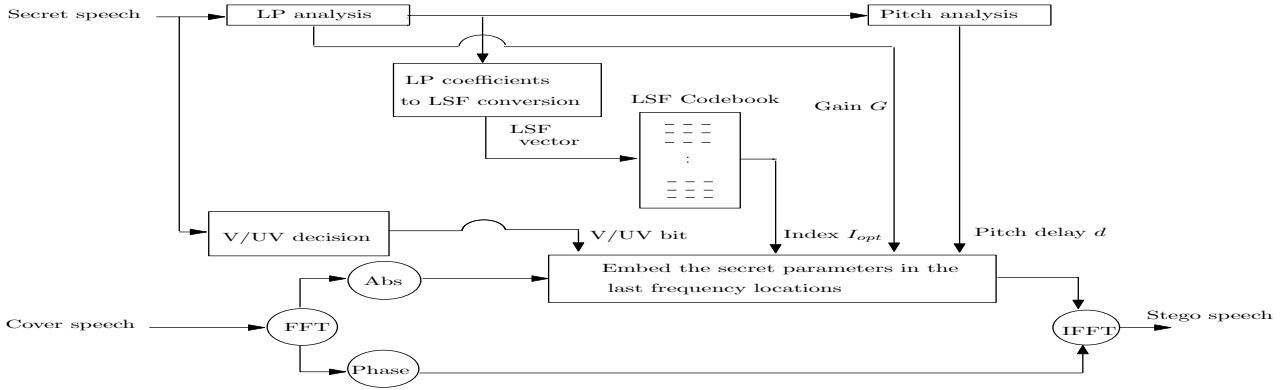 Secret speech
LP analysis
Pitch analysis
LP coefficients
to LSF conversion
LSF Codebook
Gain G
LSF
vector
V/UV decision
V/UV bit
Index I_{opt}
Pitch delay d
Embed the secret parameters in the
last frequency locations
Abs
Cover speech
FFT
IFFT
Stego speech
Phase